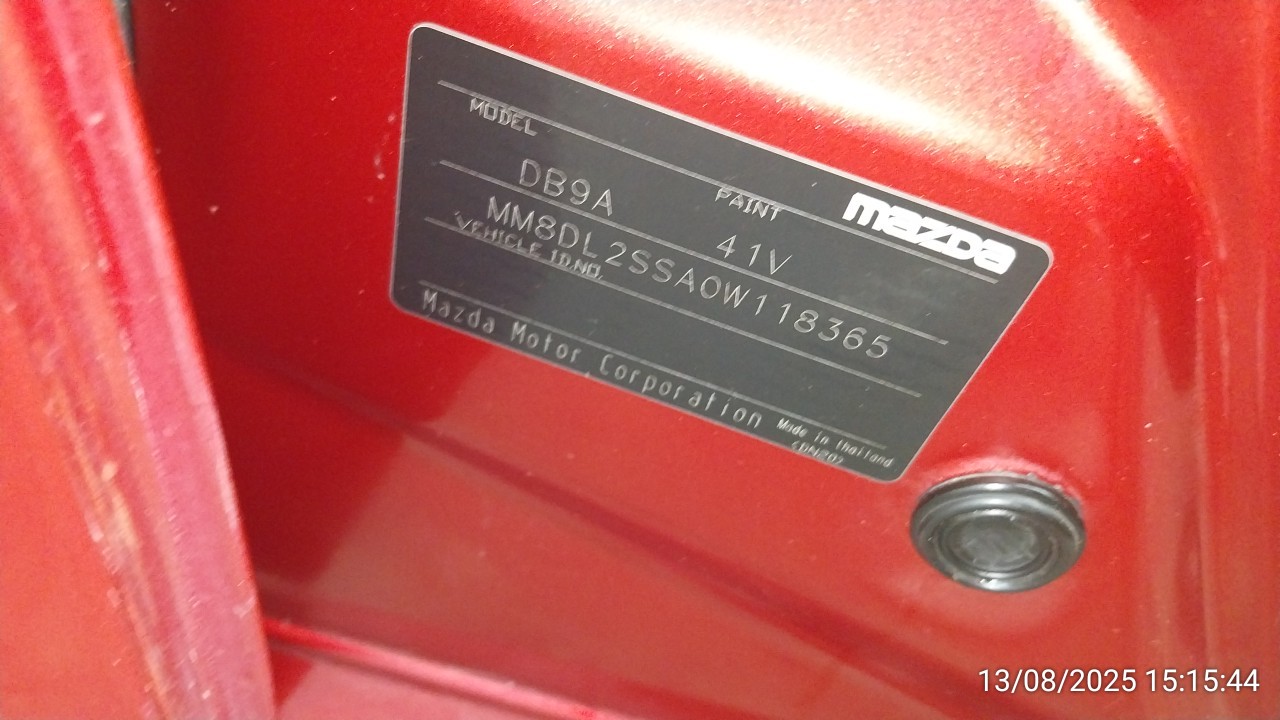 mazda
MODEL
PAINT
DB9A
41V
MM8DL2SSA0W118365
VEHICLE ID.NO.
Mazda Motor Corporation
Made in Thailand
13/08/2025 15:15:44